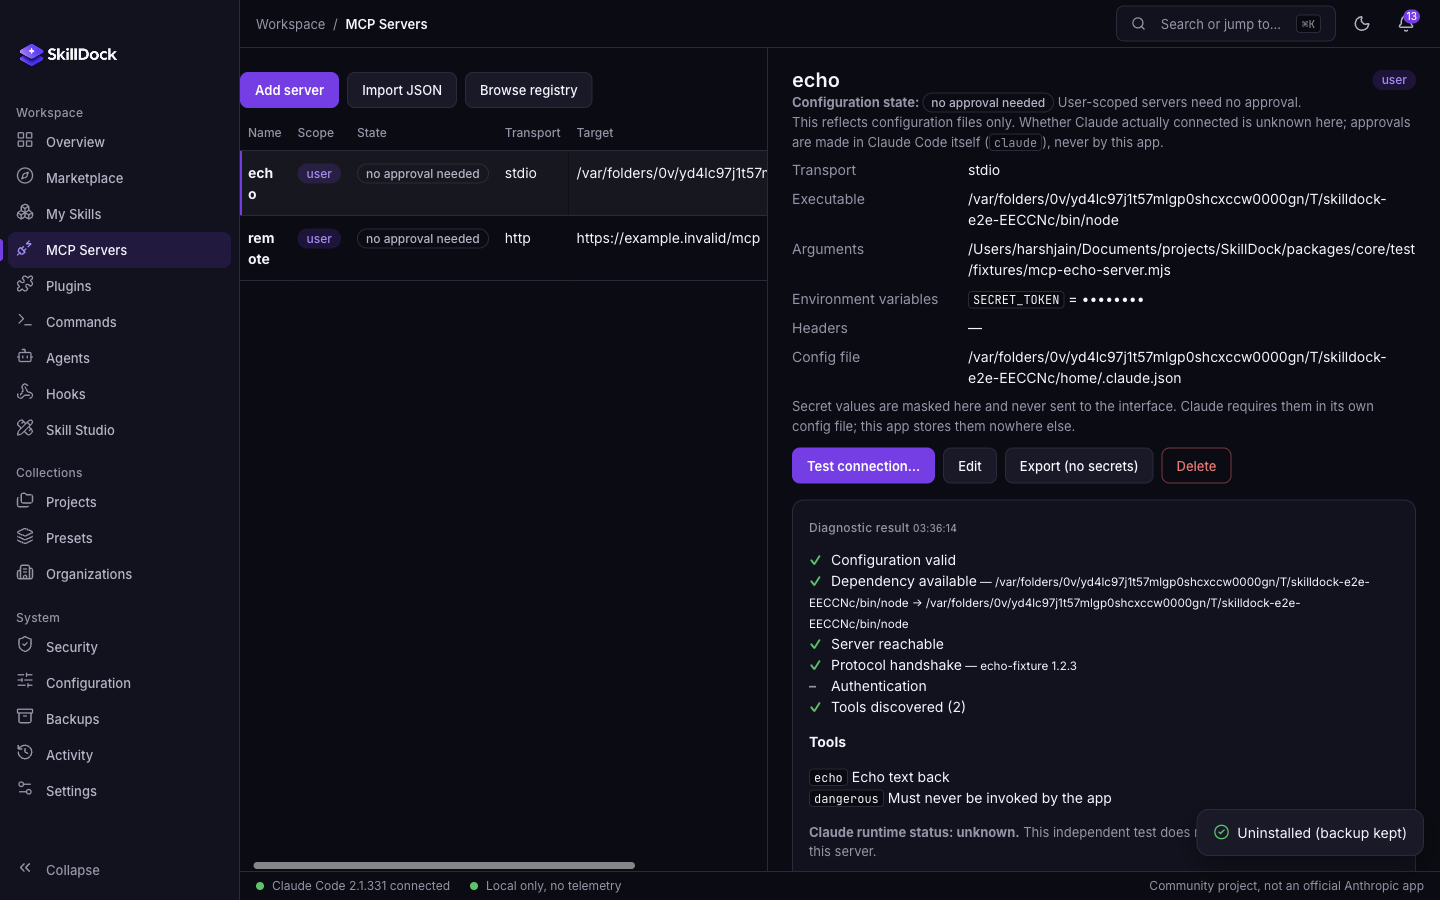 Workspace / MCP Servers
Search or jump to...
⌘K
13
SkillDock
Workspace
Overview
Marketplace
My Skills
MCP Servers
Plugins
Commands
Agents
Hooks
Skill Studio
Collections
Projects
Presets
Organizations
System
Security
Configuration
Backups
Activity
Settings
Collapse
Add server
Import JSON
Browse registry
Name Scope State Transport Target
ech
o
user no approval needed stdio /var/folders/0v/yd4lc97j1t57m
rem
ote
user no approval needed http https://example.invalid/mcp
echo
user
Configuration state: no approval needed User-scoped servers need no approval.
This reflects configuration files only. Whether Claude actually connected is unknown here; approvals
are made in Claude Code itself (claude), never by this app.
Transport stdio
Executable /var/folders/0v/yd4lc97j1t57mlgp0shcxccw0000gn/T/skilldock-
e2e-EECCNc/bin/node
Arguments /Users/harshjain/Documents/projects/SkillDock/packages/core/test
/fixtures/mcp-echo-server.mjs
Environment variables SECRET_TOKEN = ••••••••
Headers —
Config file /var/folders/0v/yd4lc97j1t57mlgp0shcxccw0000gn/T/skilldock-
e2e-EECCNc/home/.claude.json
Secret values are masked here and never sent to the interface. Claude requires them in its own
config file; this app stores them nowhere else.
Test connection...
Edit
Export (no secrets)
Delete
Diagnostic result 03:36:14
✓ Configuration valid
✓ Dependency available — /var/folders/0v/yd4lc97j1t57mlgp0shcxccw0000gn/T/skilldock-e2e-
EECCNc/bin/node → /var/folders/0v/yd4lc97j1t57mlgp0shcxccw0000gn/T/skilldock-e2e-
EECCNc/bin/node
✓ Server reachable
✓ Protocol handshake — echo-fixture 1.2.3
– Authentication
✓ Tools discovered (2)
Tools
echo Echo text back
dangerous Must never be invoked by the app
Claude runtime status: unknown. This independent test does
this server.
Uninstalled (backup kept)
Claude Code 2.1.331 connected
Local only, no telemetry
Community project, not an official Anthropic app